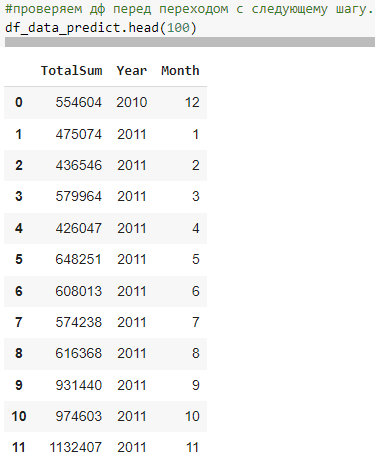 #проверяем дф перед переходом с следующему шагу.
df_data_predict.head(100)
TotalSum Year Month
0 554604 2010 12
1 475074 2011 1
2 436546 2011 2
3 579964 2011 3
4 426047 2011 4
5 648251 2011 5
6 608013 2011 6
7 574238 2011 7
8 616368 2011 8
9 931440 2011 9
10 974603 2011 10
11 1132407 2011 11